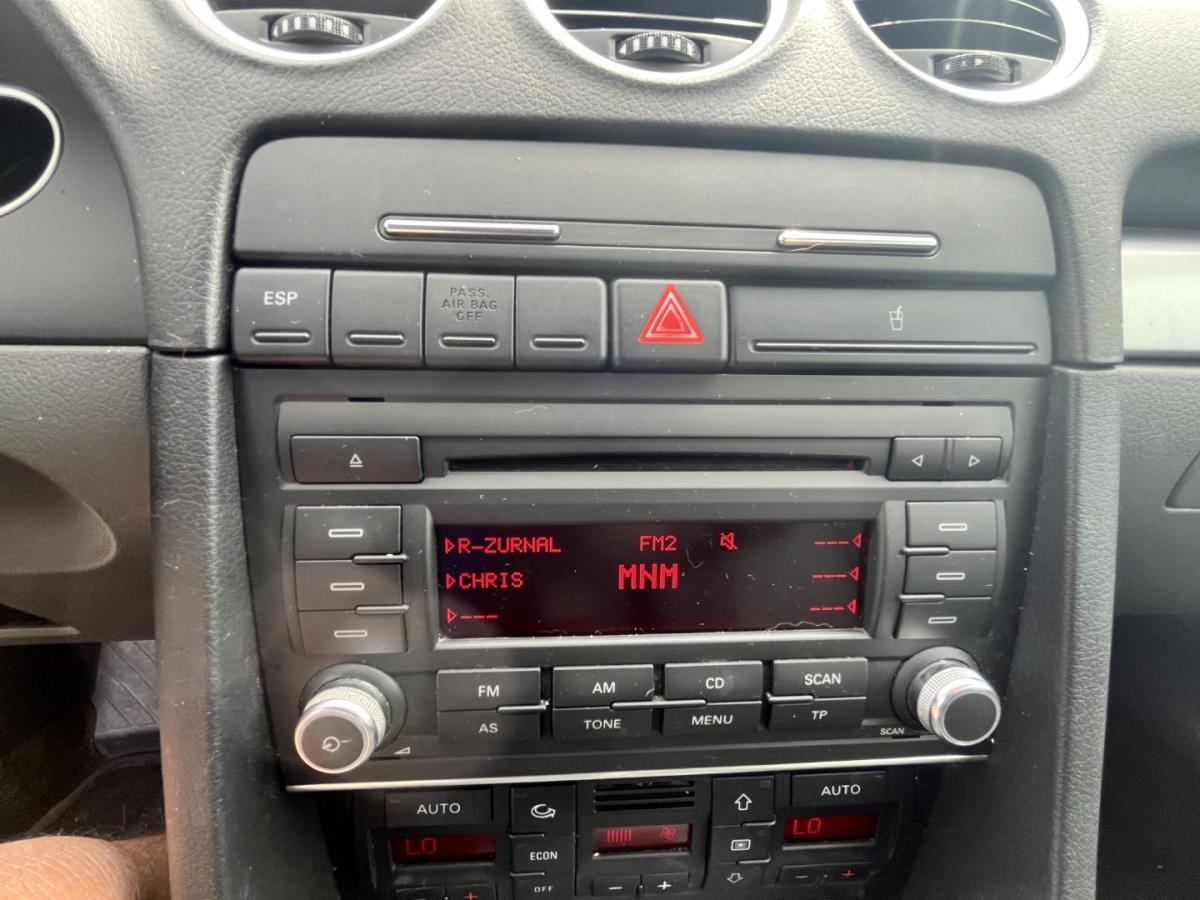 ESP
PASS.
AIR BAG
OFF
R-ZURNAL FM2 ---
CHRIS MNM ---
--- ---
FM AM CD SCAN
AS TONE MENU TP
SCAN
AUTO AUTO
LO LO
ECON
OFF